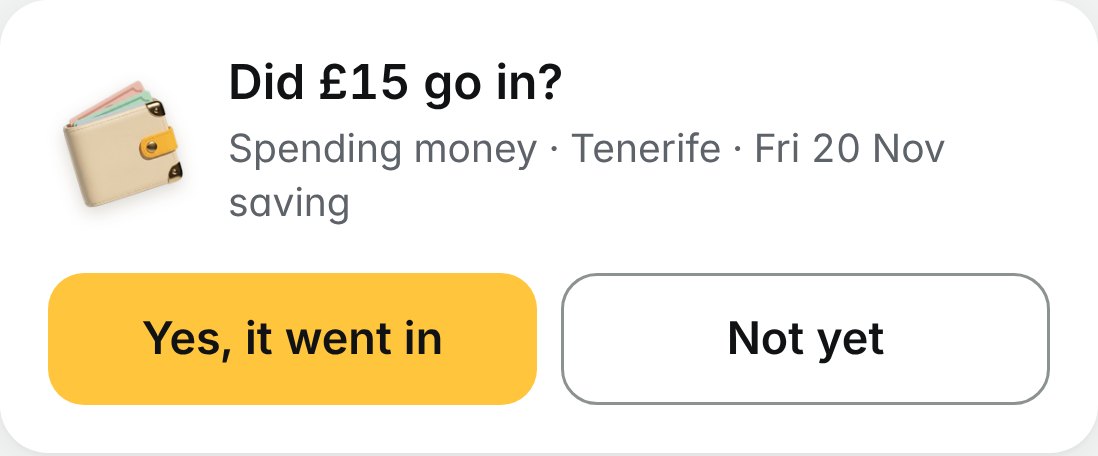 Did £15 go in?
Spending money · Tenerife · Fri 20 Nov
saving
Yes, it went in
Not yet